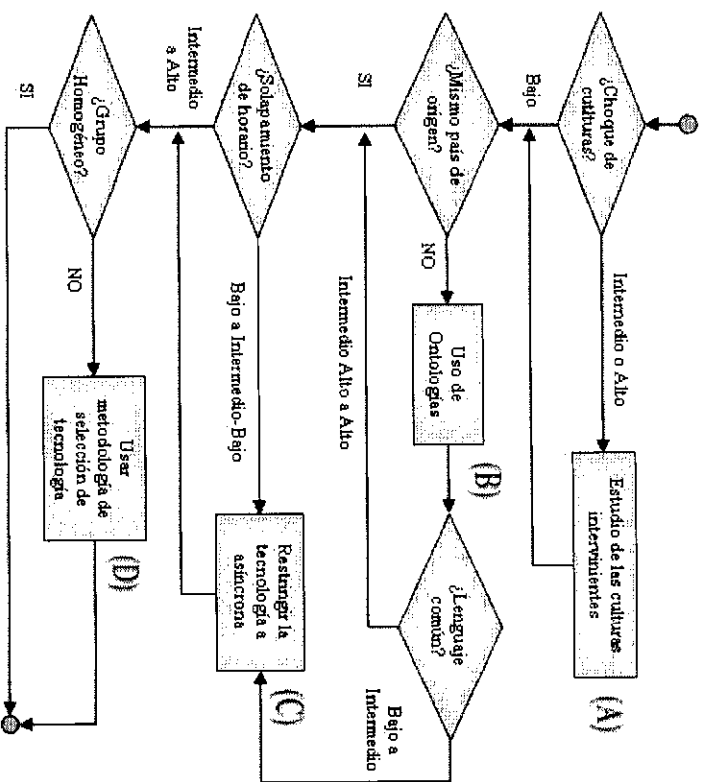 ¿Choque de
culturas?
Intermedio o Alto
Estudio de las culturas
intervinientes
(A)
Bajo
¿Mismo país de
origen?
NO
Uso de
Ontologías
(B)
¿Lenguaje
común?
Bajo a
Intermedio
SI
Intermedio Alto a Alto
¿Solapamiento
de horario?
Bajo a Intermedio-Bajo
Restringir la
tecnología a
asíncrona
(C)
Intermedio
a Alto
¿Grupo
Homogéneo?
NO
Usar
metodología de
selección de
tecnología
(D)
SI